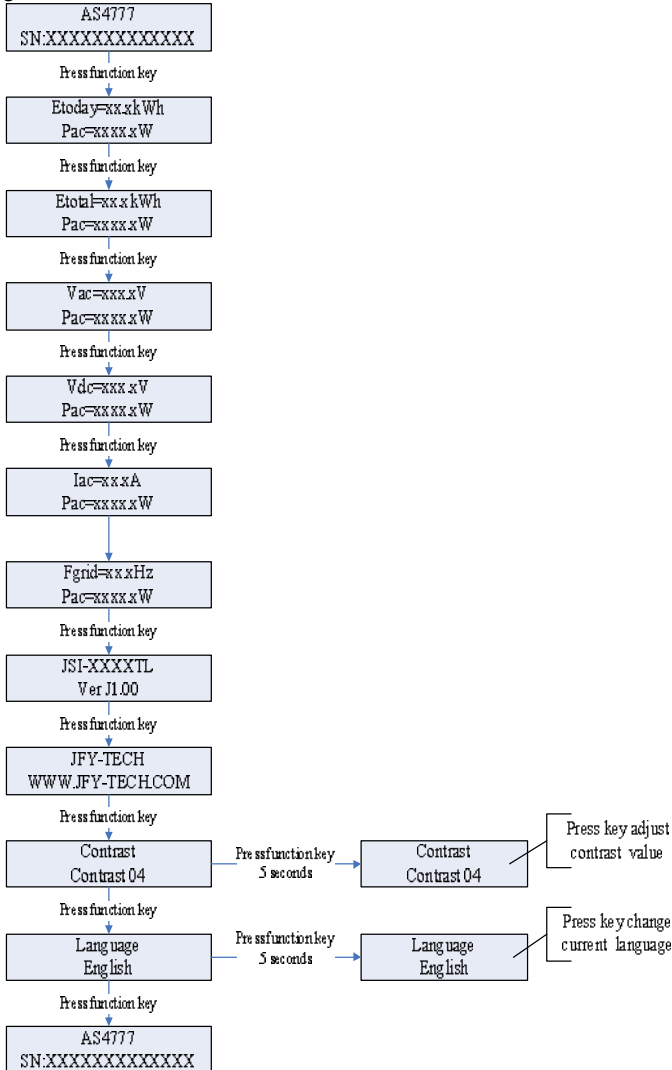 AS4777
SN:XXXXXXXXXXXXX
Press function key
Etoday=xx.xkWh
Pac=xxxx.xW
Press function key
Etotal=xx.xkWh
Pac=xxxx.xW
Press function key
Vac=xxx.xV
Pac=xxxx.xW
Press function key
Vdc=xxx.xV
Pac=xxxx.xW
Press function key
Iac=xx.xA
Pac=xxxx.xW
Fgrid=xx.xHz
Pac=xxxx.xW
Press function key
JSI-XXXXTL
Ver J1.00
Press function key
JFY-TECH
WWW.JFY-TECH.COM
Press function key
Contrast
Contrast 04
Press function key
5 seconds
Contrast
Contrast 04
Press key adjust
contrast value
Press function key
Language
English
Press function key
5 seconds
Language
English
Press key change
current language
Press function key
AS4777
SN:XXXXXXXXXXXXX